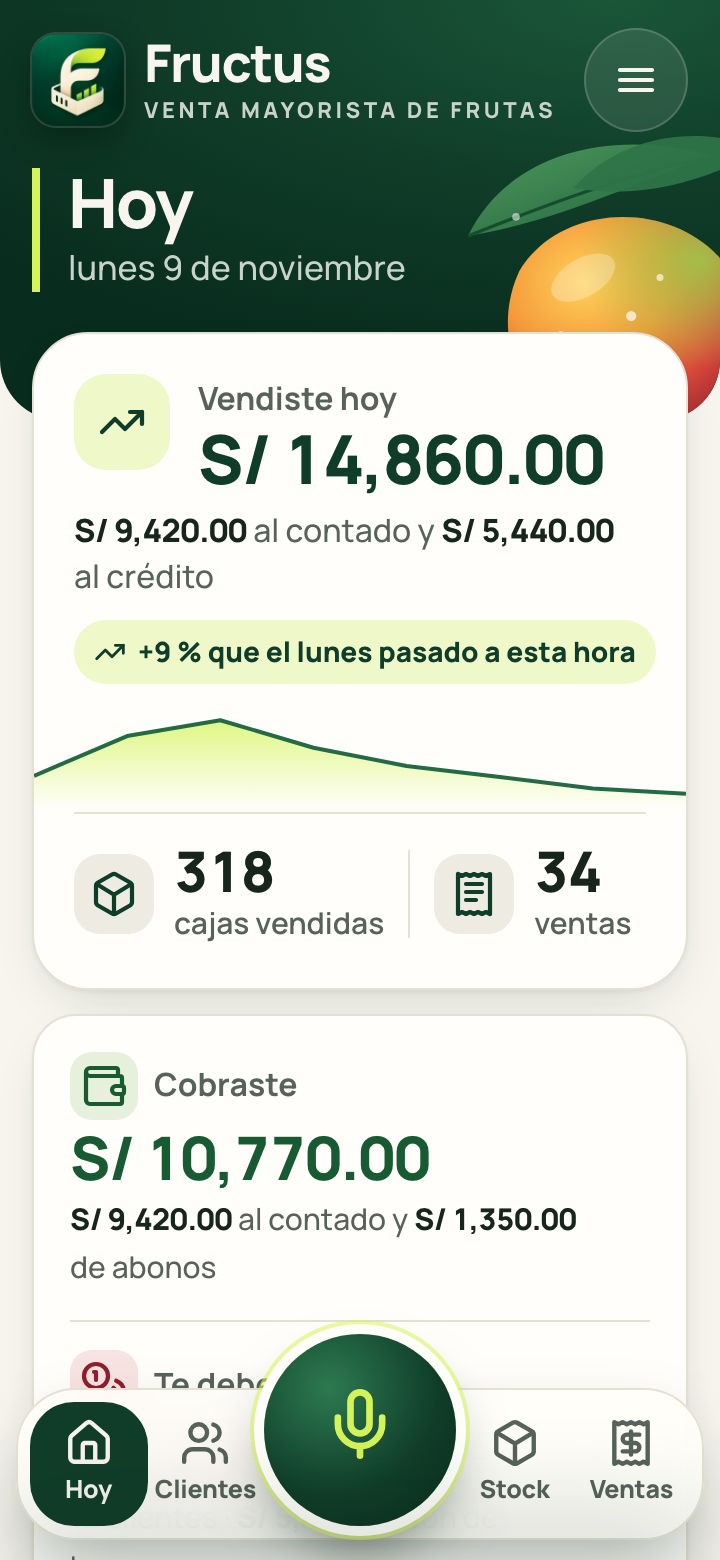 Fructus
VENTA MAYORISTA DE FRUTAS
Hoy
lunes 9 de noviembre
Vendiste hoy
S/ 14,860.00
S/ 9,420.00 al contado y S/ 5,440.00
al crédito
+9 % que el lunes pasado a esta hora
318
cajas vendidas
34
ventas
Cobraste
S/ 10,770.00
S/ 9,420.00 al contado y S/ 1,350.00
de abonos
Te debe
Hoy
Clientes
Stock
Ventas